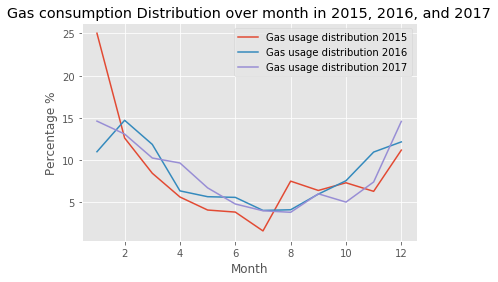 Gas consumption Distribution over month in 2015, 2016, and 2017
Gas usage distribution 2015
Gas usage distribution 2016
Gas usage distribution 2017
Percentage %
25
20
15
10
5
2 4 6 8 10 12
Month